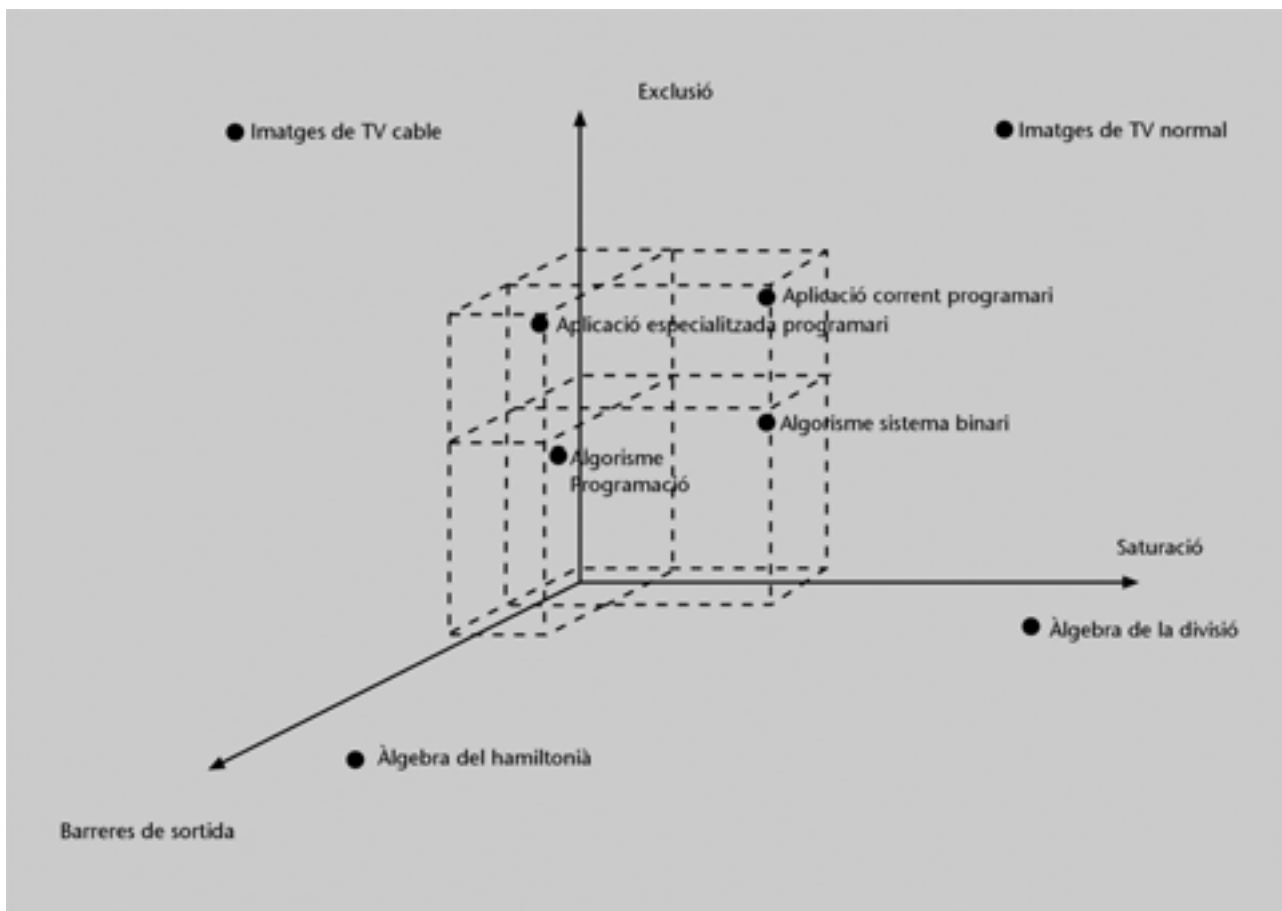 Exclusió
Imatges de TV cable
Imatges de TV normal
Aplicació corrent programari
Aplicació especialitzada programari
Algorisme sistema binari
Algorisme
Programació
Saturació
Àlgebra de la divisió
Àlgebra del hamiltonià
Barreres de sortida